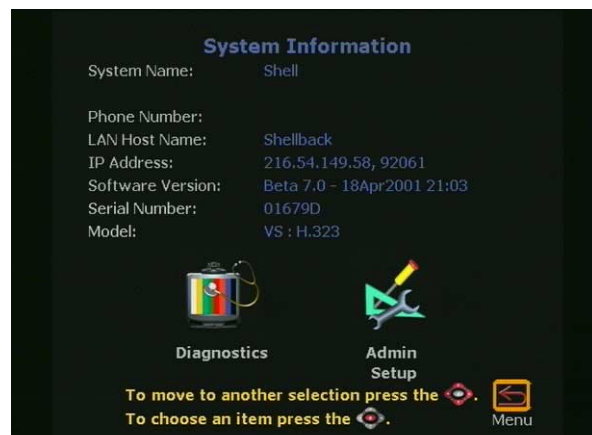 System Information
System Name: Shell
Phone Number:
LAN Host Name: Shellback
IP Address: 216.54.149.58, 92061
Software Version: Beta 7.0 - 18Apr2001 21:03
Serial Number: 01679D
Model: VS : H.323
Diagnostics Admin
Setup
To move to another selection press the .
To choose an item press the .
Menu